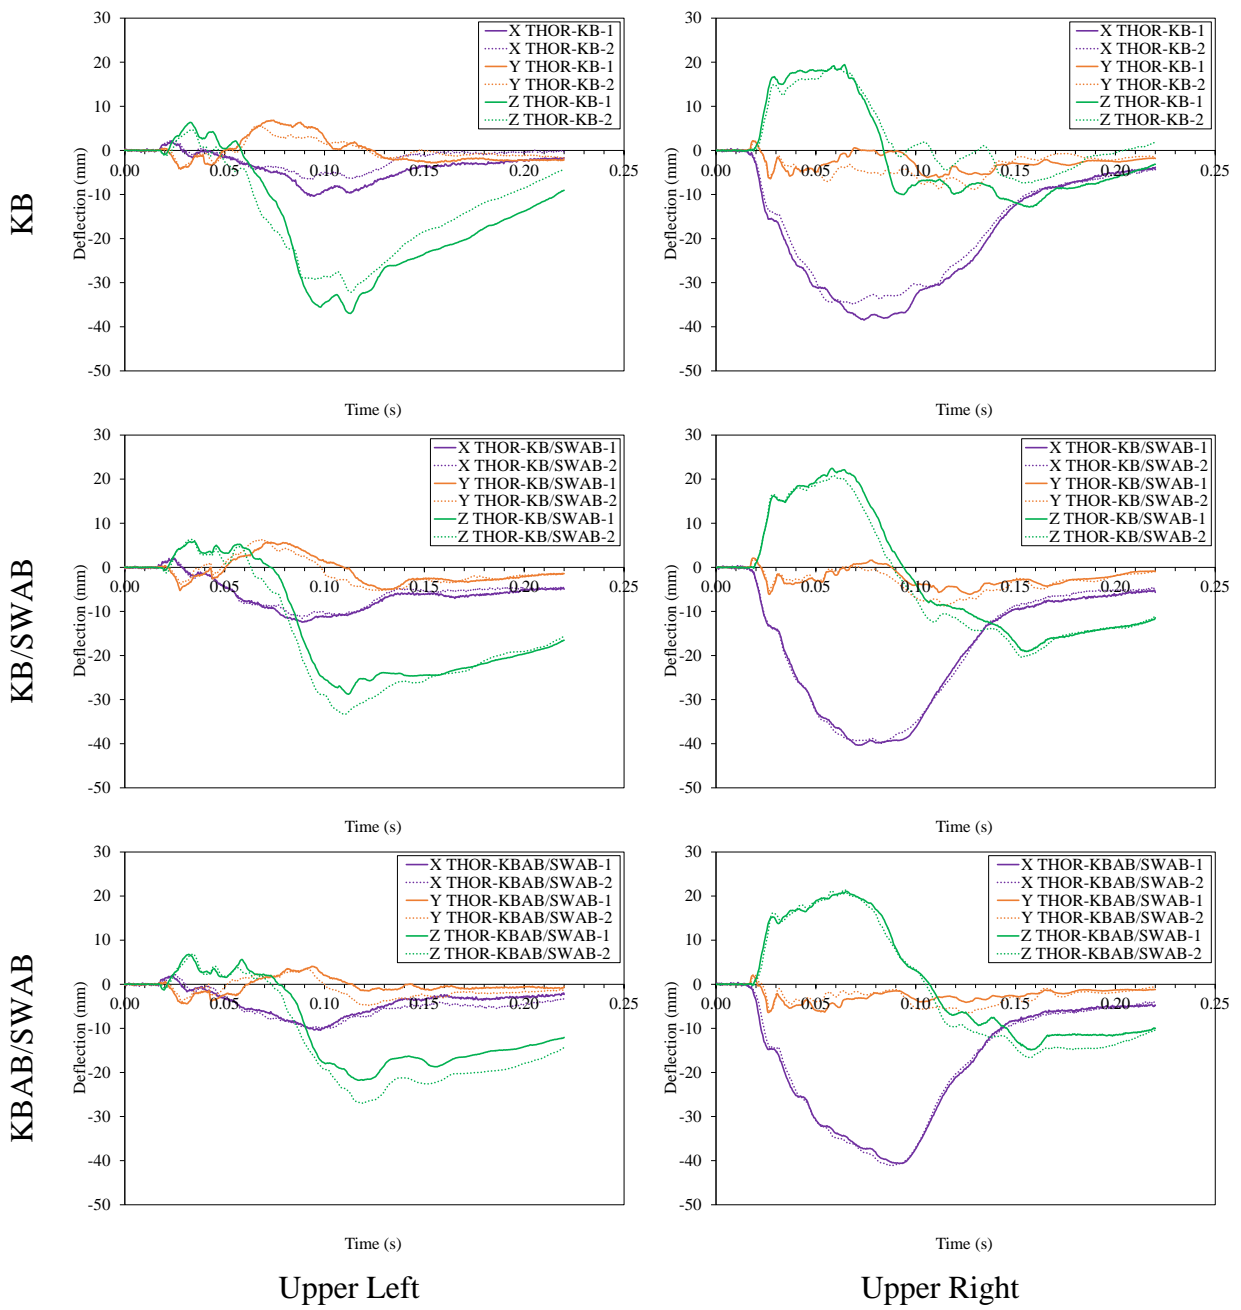 KB
30
20
10
0
-10
-20
-30
-40
-50
0.00
0.05
0.10
0.15
0.20
0.25
Deflection (mm)
Time (s)
X THOR-KB-1
X THOR-KB-2
Y THOR-KB-1
Y THOR-KB-2
Z THOR-KB-1
Z THOR-KB-2
30
20
10
0
-10
-20
-30
-40
-50
0.00
0.05
0.10
0.15
0.20
0.25
Deflection (mm)
Time (s)
X THOR-KB-1
X THOR-KB-2
Y THOR-KB-1
Y THOR-KB-2
Z THOR-KB-1
Z THOR-KB-2
KB/SWAB
30
20
10
0
-10
-20
-30
-40
-50
0.00
0.05
0.10
0.15
0.20
0.25
Deflection (mm)
Time (s)
X THOR-KB/SWAB-1
X THOR-KB/SWAB-2
Y THOR-KB/SWAB-1
Y THOR-KB/SWAB-2
Z THOR-KB/SWAB-1
Z THOR-KB/SWAB-2
30
20
10
0
-10
-20
-30
-40
-50
0.00
0.05
0.10
0.15
0.20
0.25
Deflection (mm)
Time (s)
X THOR-KB/SWAB-1
X THOR-KB/SWAB-2
Y THOR-KB/SWAB-1
Y THOR-KB/SWAB-2
Z THOR-KB/SWAB-1
Z THOR-KB/SWAB-2
KBAB/SWAB
30
20
10
0
-10
-20
-30
-40
-50
0.00
0.05
0.10
0.15
0.20
0.25
Deflection (mm)
Time (s)
X THOR-KBAB/SWAB-1
X THOR-KBAB/SWAB-2
Y THOR-KBAB/SWAB-1
Y THOR-KBAB/SWAB-2
Z THOR-KBAB/SWAB-1
Z THOR-KBAB/SWAB-2
30
20
10
0
-10
-20
-30
-40
-50
0.00
0.05
0.10
0.15
0.20
0.25
Deflection (mm)
Time (s)
X THOR-KBAB/SWAB-1
X THOR-KBAB/SWAB-2
Y THOR-KBAB/SWAB-1
Y THOR-KBAB/SWAB-2
Z THOR-KBAB/SWAB-1
Z THOR-KBAB/SWAB-2
Upper Left
Upper Right